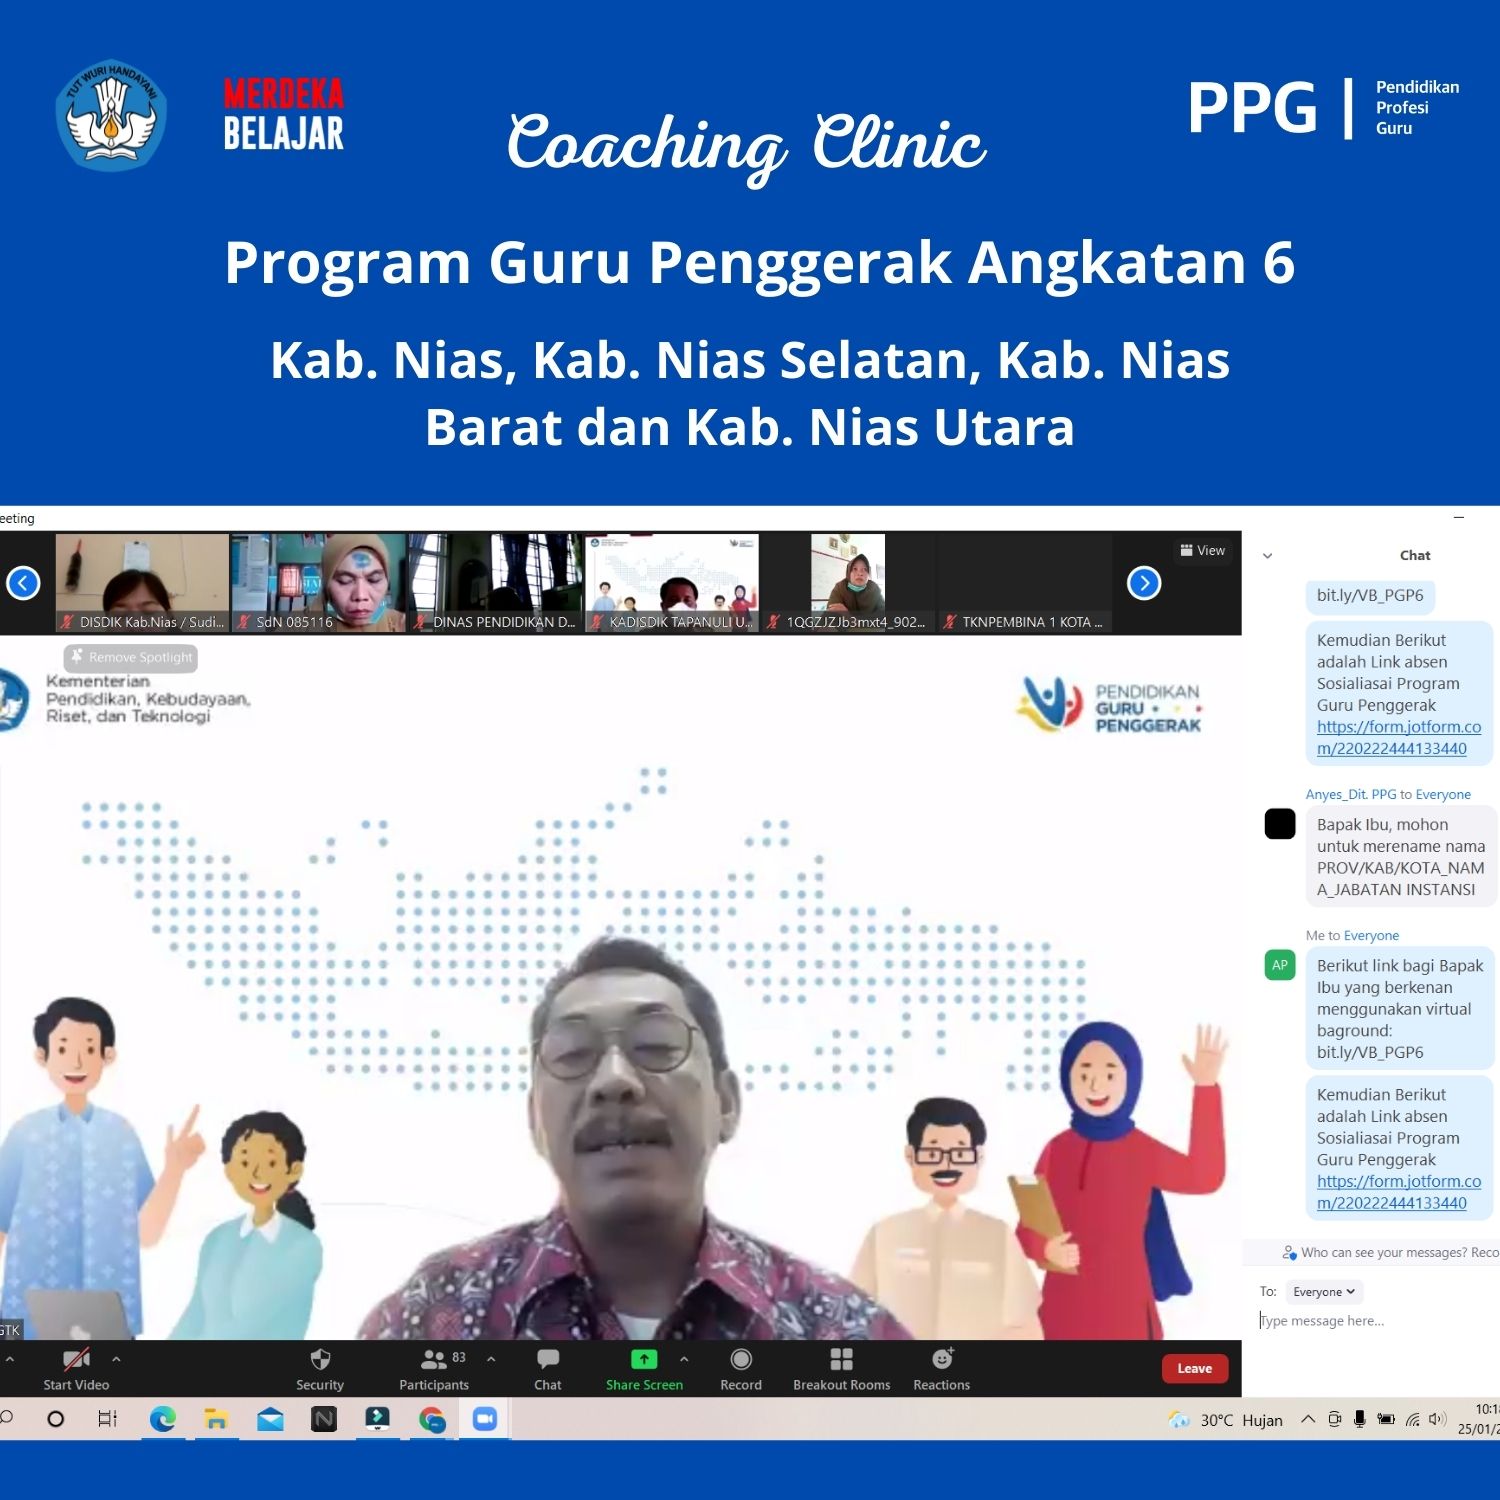 TUT WURI HANDAYANI
MERDEKA
BELAJAR
Coaching Clinic
PPG
Pendidikan
Profesi
Guru
Program Guru Penggerak Angkatan 6
Kab. Nias, Kab. Nias Selatan, Kab. Nias
Barat dan Kab. Nias Utara
eeting
View
DISDIK Kab.Nias / Sudi...
SdN 085116
DINAS PENDIDIKAN D...
KADISDIK TAPANULI U...
1QGZJZJb3mxt4_902...
TKNPEMBINA 1 KOTA ...
Remove Spotlight
Kementerian
Pendidikan, Kebudayaan,
Riset, dan Teknologi
PENDIDIKAN
GURU
PENGGERAK
GTK
Chat
bit.ly/VB_PGP6
Kemudian Berikut
adalah Link absen
Sosialiasai Program
Guru Penggerak
https://form.jotform.co
m/220222444133440
Anyes_Dit. PPG to Everyone
Bapak Ibu, mohon
untuk merename nama
PROV/KAB/KOTA_NAM
A_JABATAN INSTANSI
Me to Everyone
AP
Berikut link bagi Bapak
Ibu yang berkenan
menggunakan virtual
baground:
bit.ly/VB_PGP6
Kemudian Berikut
adalah Link absen
Sosialiasai Program
Guru Penggerak
https://form.jotform.co
m/220222444133440
Who can see your messages? Reco
To: Everyone
Type message here...
Start Video
Security
Participants 83
Chat
Share Screen
Record
Breakout Rooms
Reactions
Leave
30°C Hujan
10:18
25/01/2